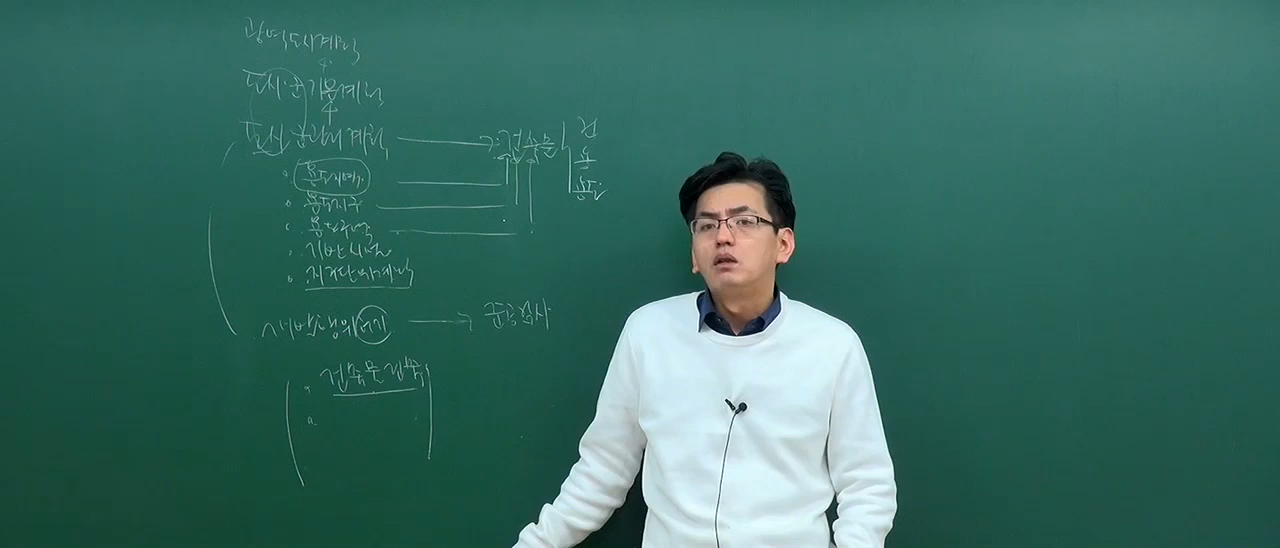 광역도시계획
도시·군기본계획
도시·군관리계획 → 건축물 건
용
용도
용도지역
용도지구
용도구역
기반시설
지구단위계획
개발행위허가 → 준공검사
건축물 건축